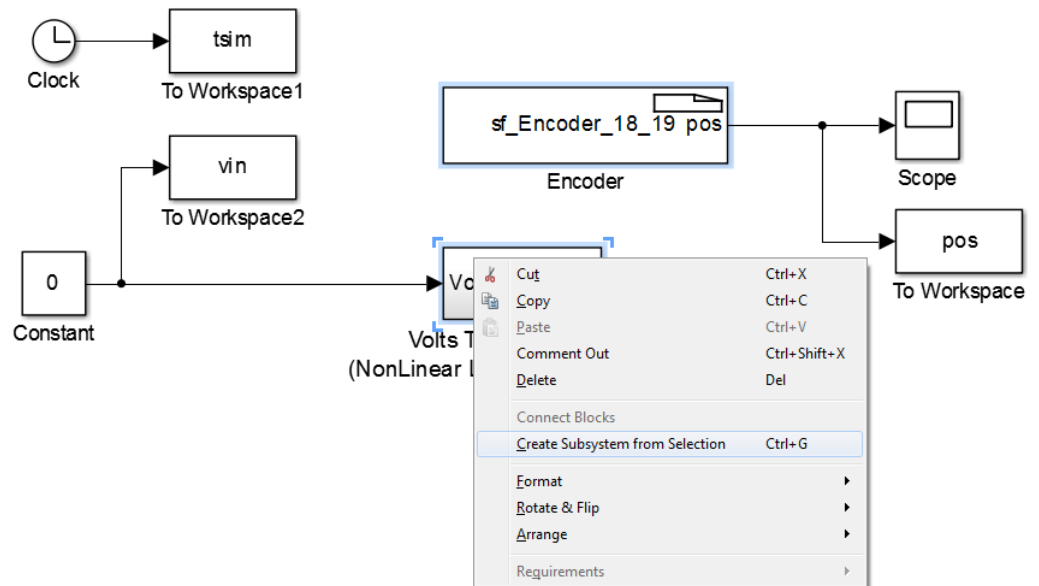 tsim
Clock
To Workspace1
sf_Encoder_18_19 pos
vin
Scope
Encoder
To Workspace2
pos
0
To Workspace
Constant
Volts
(NonLinear
Cut Ctrl+X
Copy Ctrl+C
Paste Ctrl+V
Comment Out Ctrl+Shift+X
Delete Del
Connect Blocks
Create Subsystem from Selection Ctrl+G
Format
Rotate & Flip
Arrange
Requirements